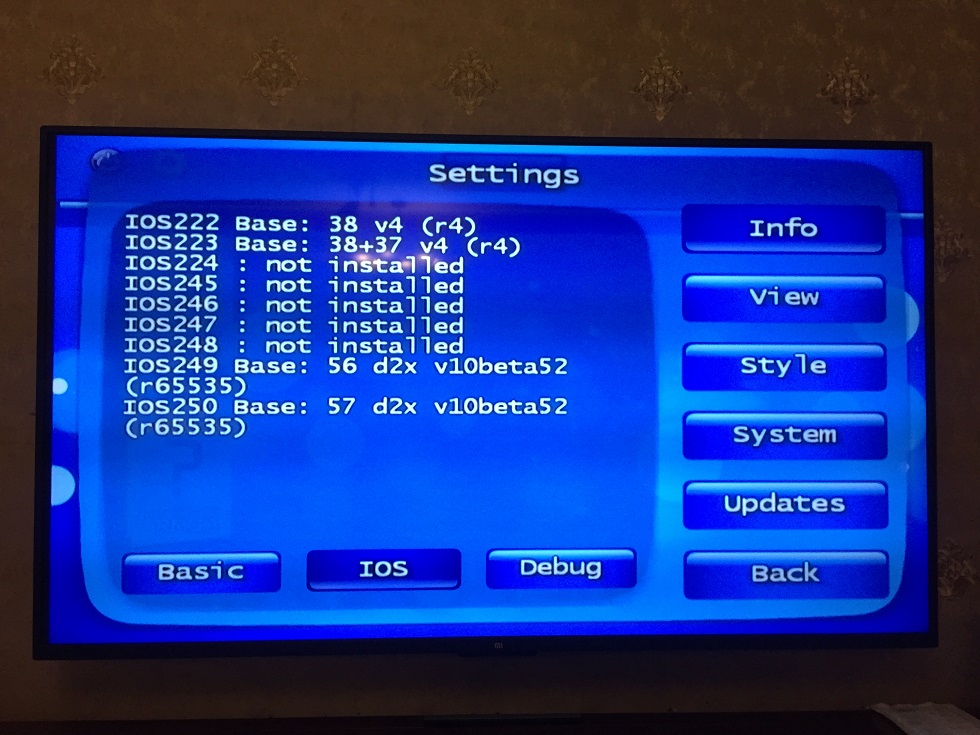 Settings
IOS222 Base: 38 v4 (r4)
IOS223 Base: 38+37 v4 (r4)
IOS224 : not installed
IOS245 : not installed
IOS246 : not installed
IOS247 : not installed
IOS248 : not installed
IOS249 Base: 56 d2x v10beta52
(r65535)
IOS250 Base: 57 d2x v10beta52
(r65535)
Info
View
Style
System
Updates
Back
Basic
IOS
Debug
mi